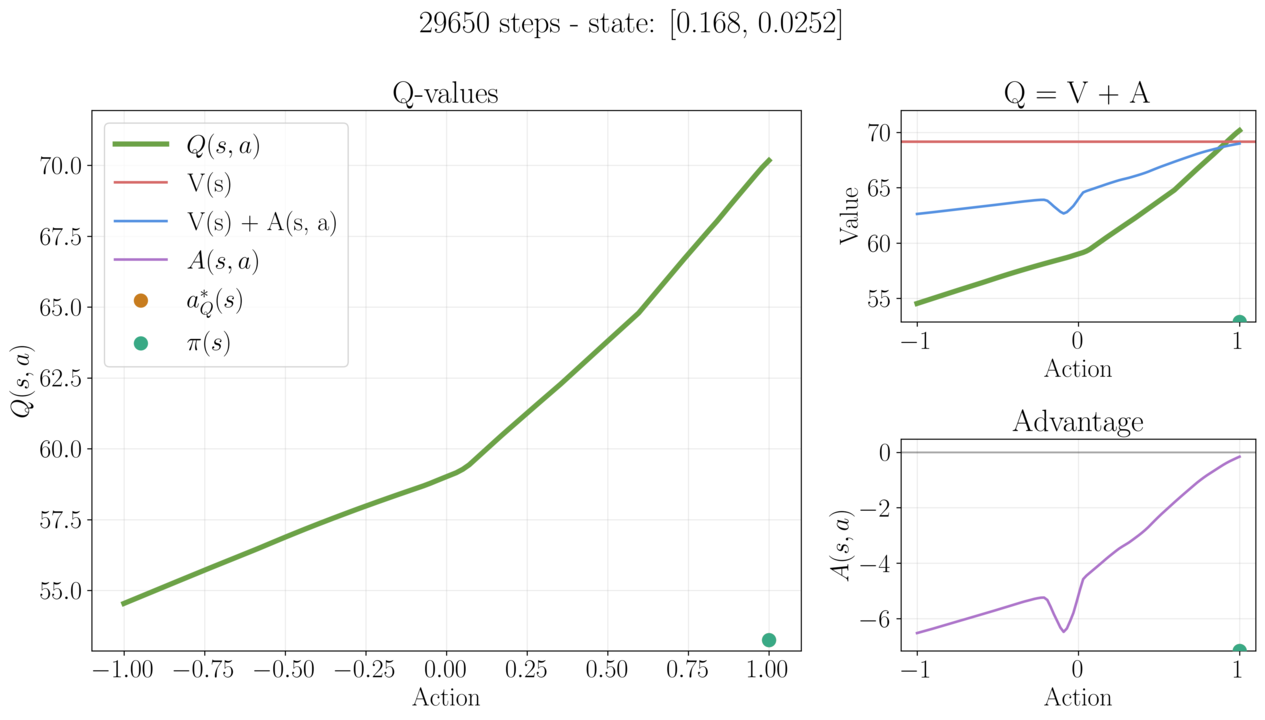 29650 steps - state: [0.168, 0.0252]
Q-values
Q(s, a)
V(s)
V(s) + A(s, a)
A(s, a)
a*_Q(s)
π(s)
70.0
67.5
65.0
62.5
60.0
57.5
55.0
Q(s, a)
−1.00 −0.75 −0.50 −0.25 0.00 0.25 0.50 0.75 1.00
Action
Q = V + A
70
65
60
55
Value
−1 0 1
Action
Advantage
0
−2
−4
−6
A(s, a)
−1 0 1
Action